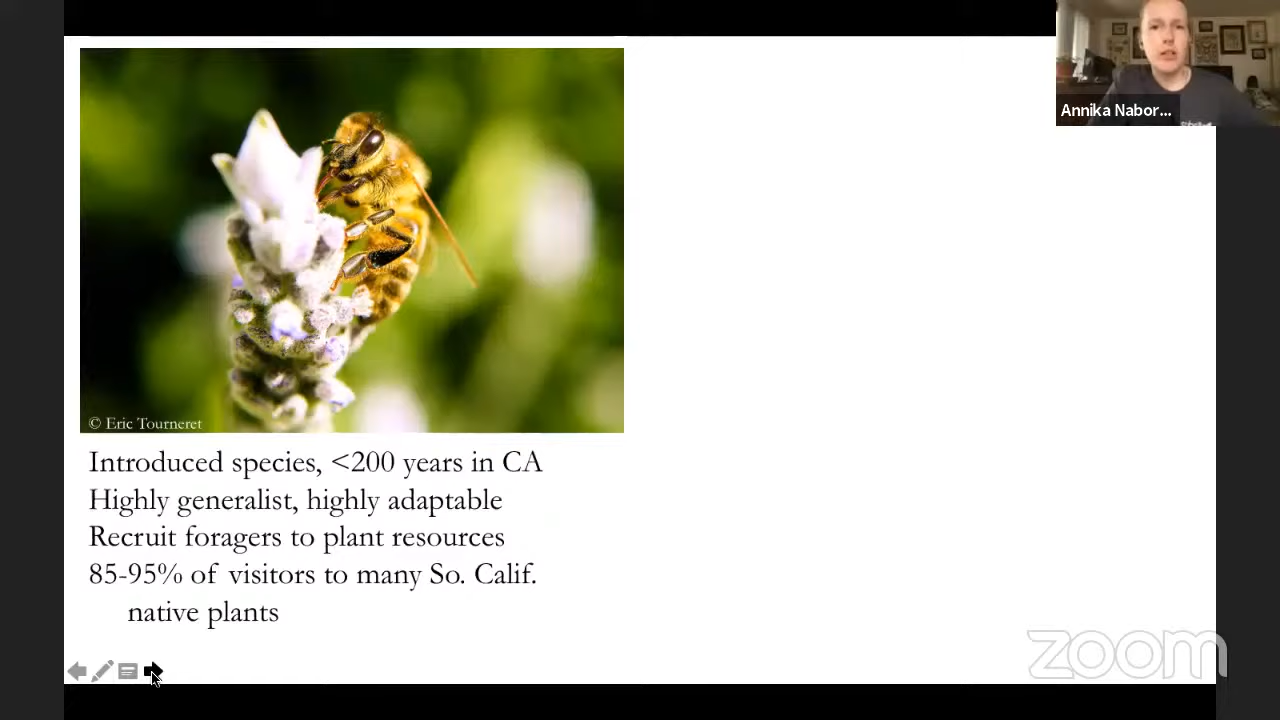 Annika Nabor...
© Eric Tourneret
Introduced species, <200 years in CA
Highly generalist, highly adaptable
Recruit foragers to plant resources
85-95% of visitors to many So. Calif.
native plants
zoom